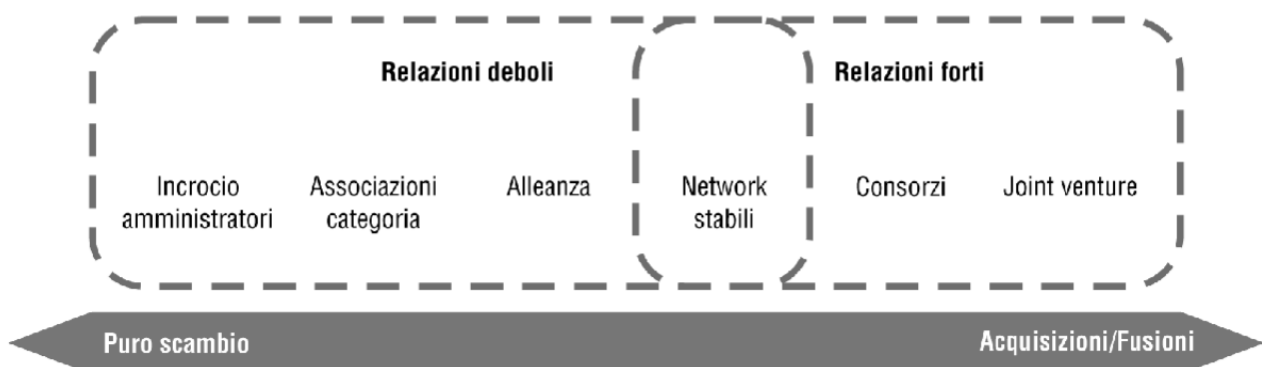 Relazioni deboli
Relazioni forti
Incrocio
amministratori
Associazioni
categoria
Alleanza
Network
stabili
Consorzi
Joint venture
Puro scambio
Acquisizioni/Fusioni